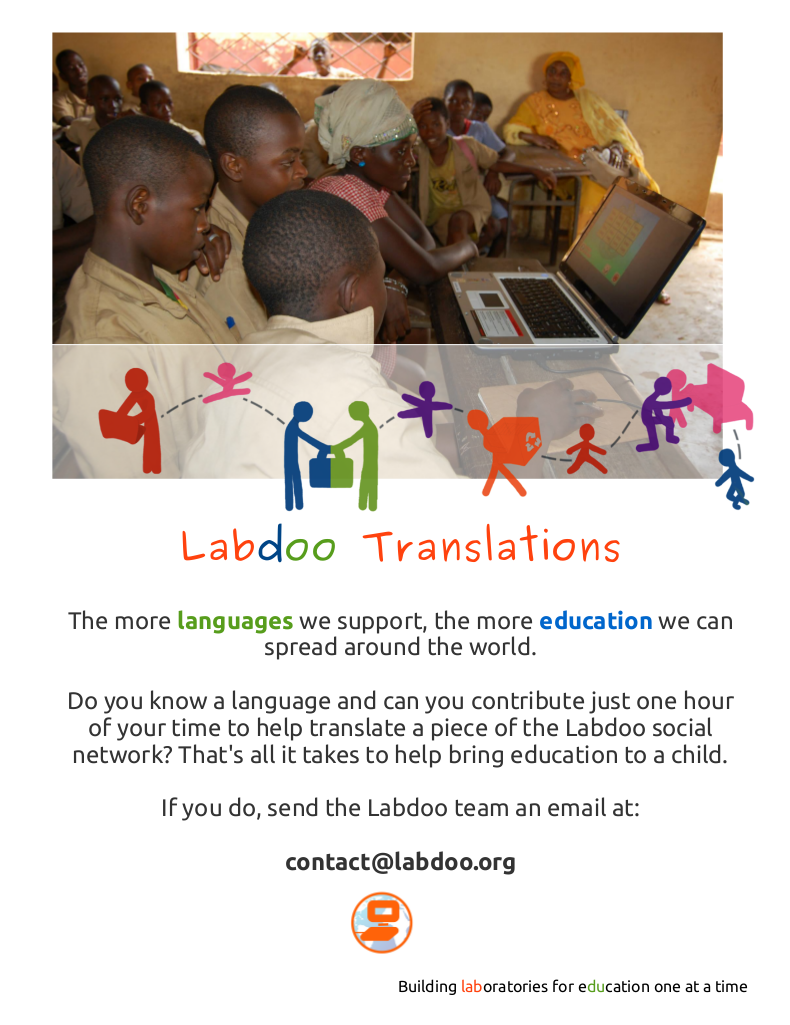 Labdoo Translations
The more languages we support, the more education we can
spread around the world.
Do you know a language and can you contribute just one hour
of your time to help translate a piece of the Labdoo social
network? That's all it takes to help bring education to a child.
If you do, send the Labdoo team an email at:
contact@labdoo.org
Building laboratories for education one at a time